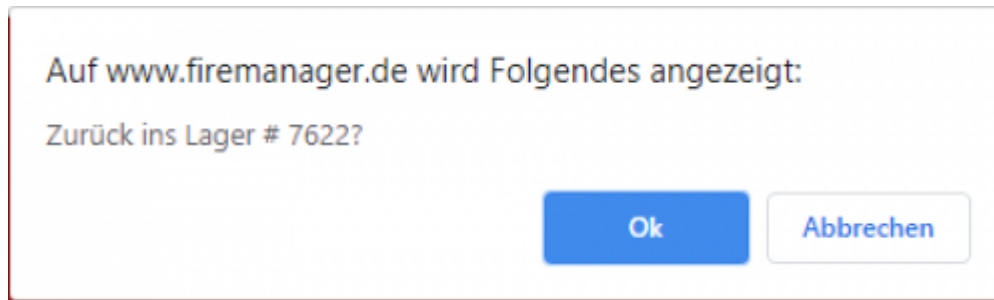 Auf www.firemanager.de wird Folgendes angezeigt:
Zurück ins Lager # 7622?
Ok
Abbrechen